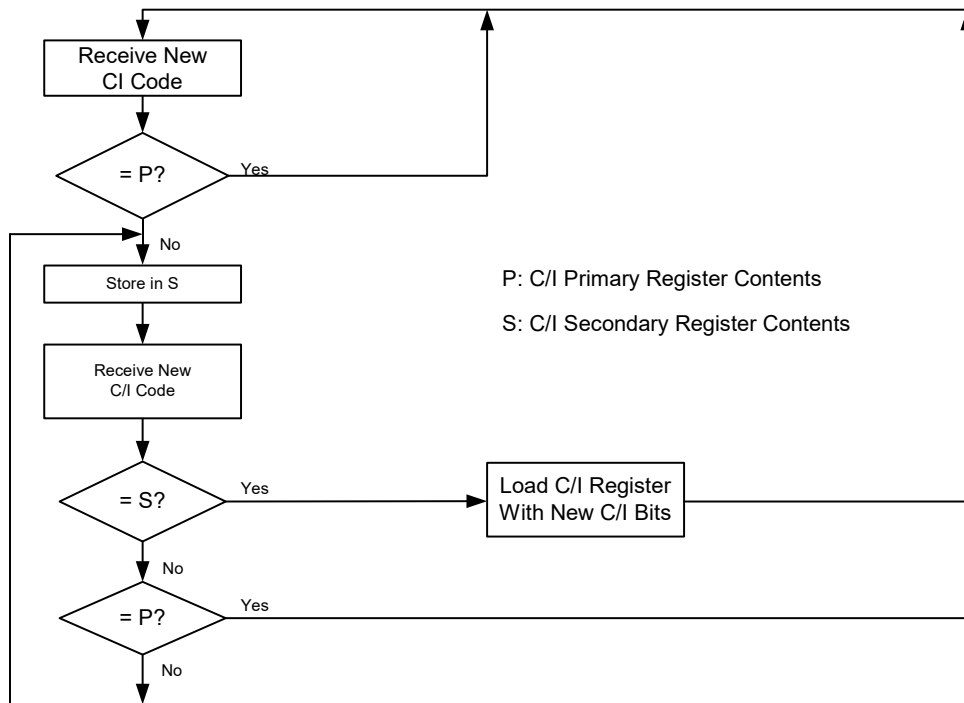 Receive New
CI Code
= P?
Yes
No
Store in S
P: C/I Primary Register Contents
S: C/I Secondary Register Contents
Receive New
C/I Code
= S?
Yes
Load C/I Register
With New C/I Bits
No
= P?
Yes
No